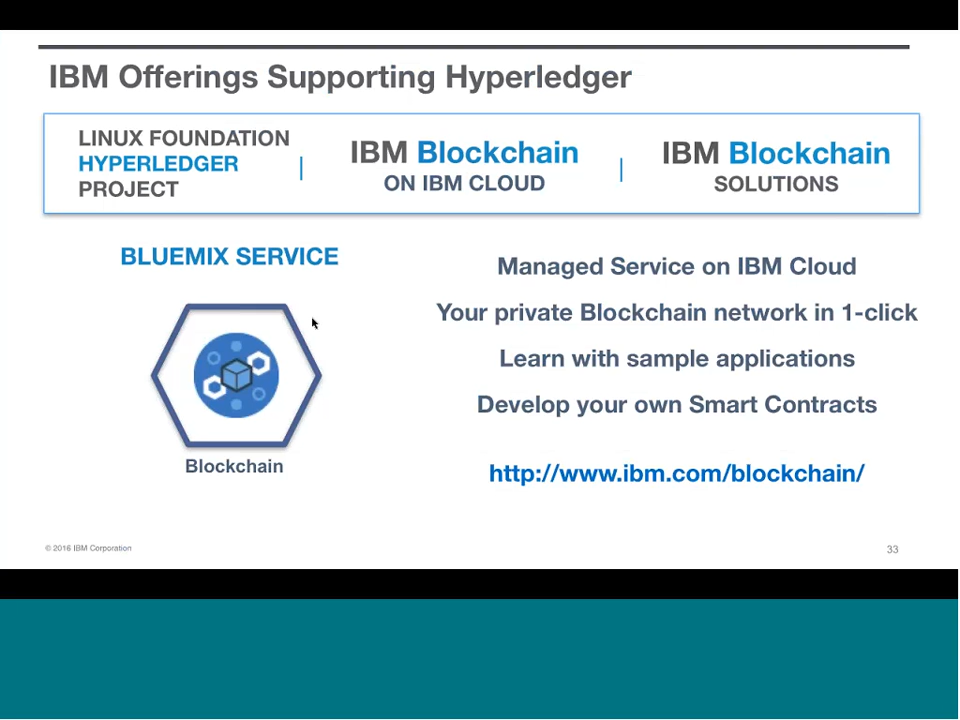 IBM Offerings Supporting Hyperledger
LINUX FOUNDATION
HYPERLEDGER
PROJECT
|
IBM Blockchain
ON IBM CLOUD
|
IBM Blockchain
SOLUTIONS
BLUEMIX SERVICE
Blockchain
Managed Service on IBM Cloud
Your private Blockchain network in 1-click
Learn with sample applications
Develop your own Smart Contracts
http://www.ibm.com/blockchain/
© 2016 IBM Corporation
33